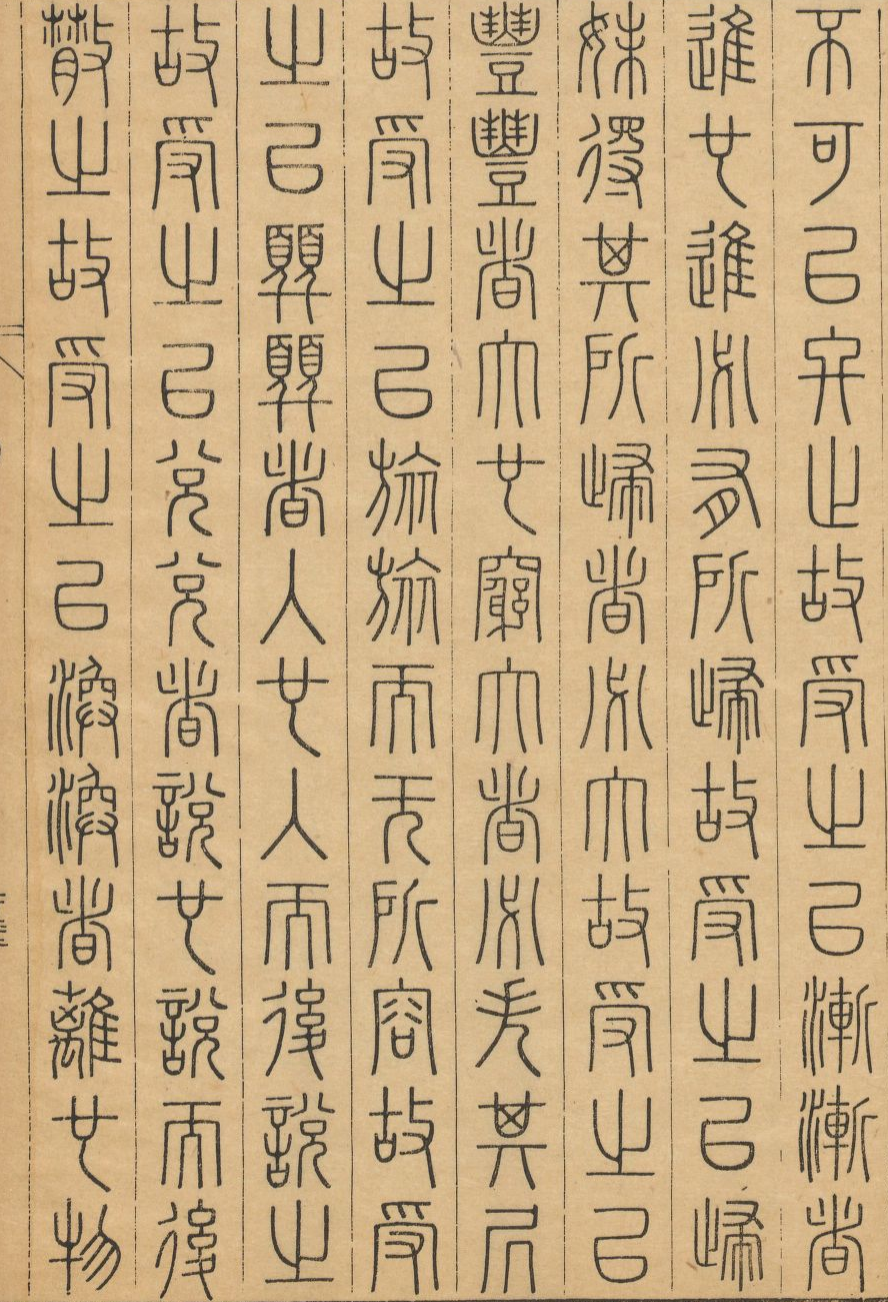 不可以終止故受之以漸漸者
進也進必有所歸故受之以歸
妹得其所歸者必大故受之以
豐豐者大也窮大者必失其居
故受之以旅旅而无所容故受
之以巽巽者入也入而後說之
故受之以兌兌者說也說而後
散之故受之以渙渙者離也物